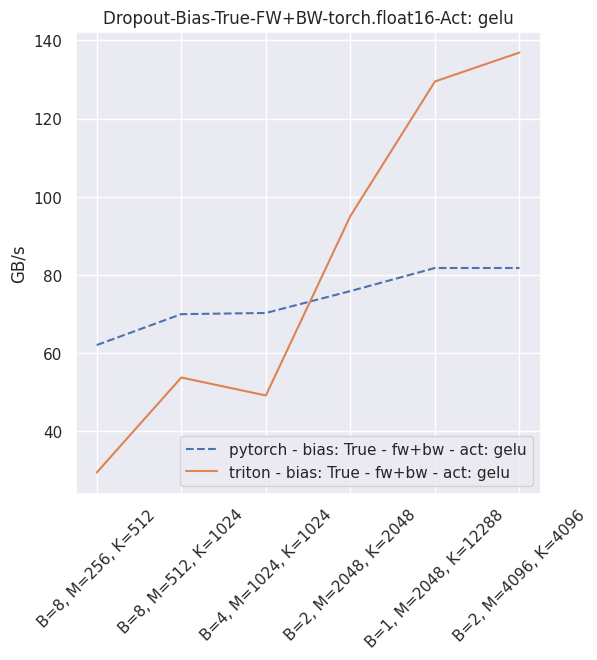 Dropout-Bias-True-FW+BW-torch.float16-Act: gelu
140
120
100
80
60
40
GB/s
pytorch - bias: True - fw+bw - act: gelu
triton - bias: True - fw+bw - act: gelu
B=8, M=256, K=512
B=8, M=512, K=1024
B=4, M=1024, K=1024
B=2, M=2048, K=2048
B=1, M=2048, K=12288
B=2, M=4096, K=4096